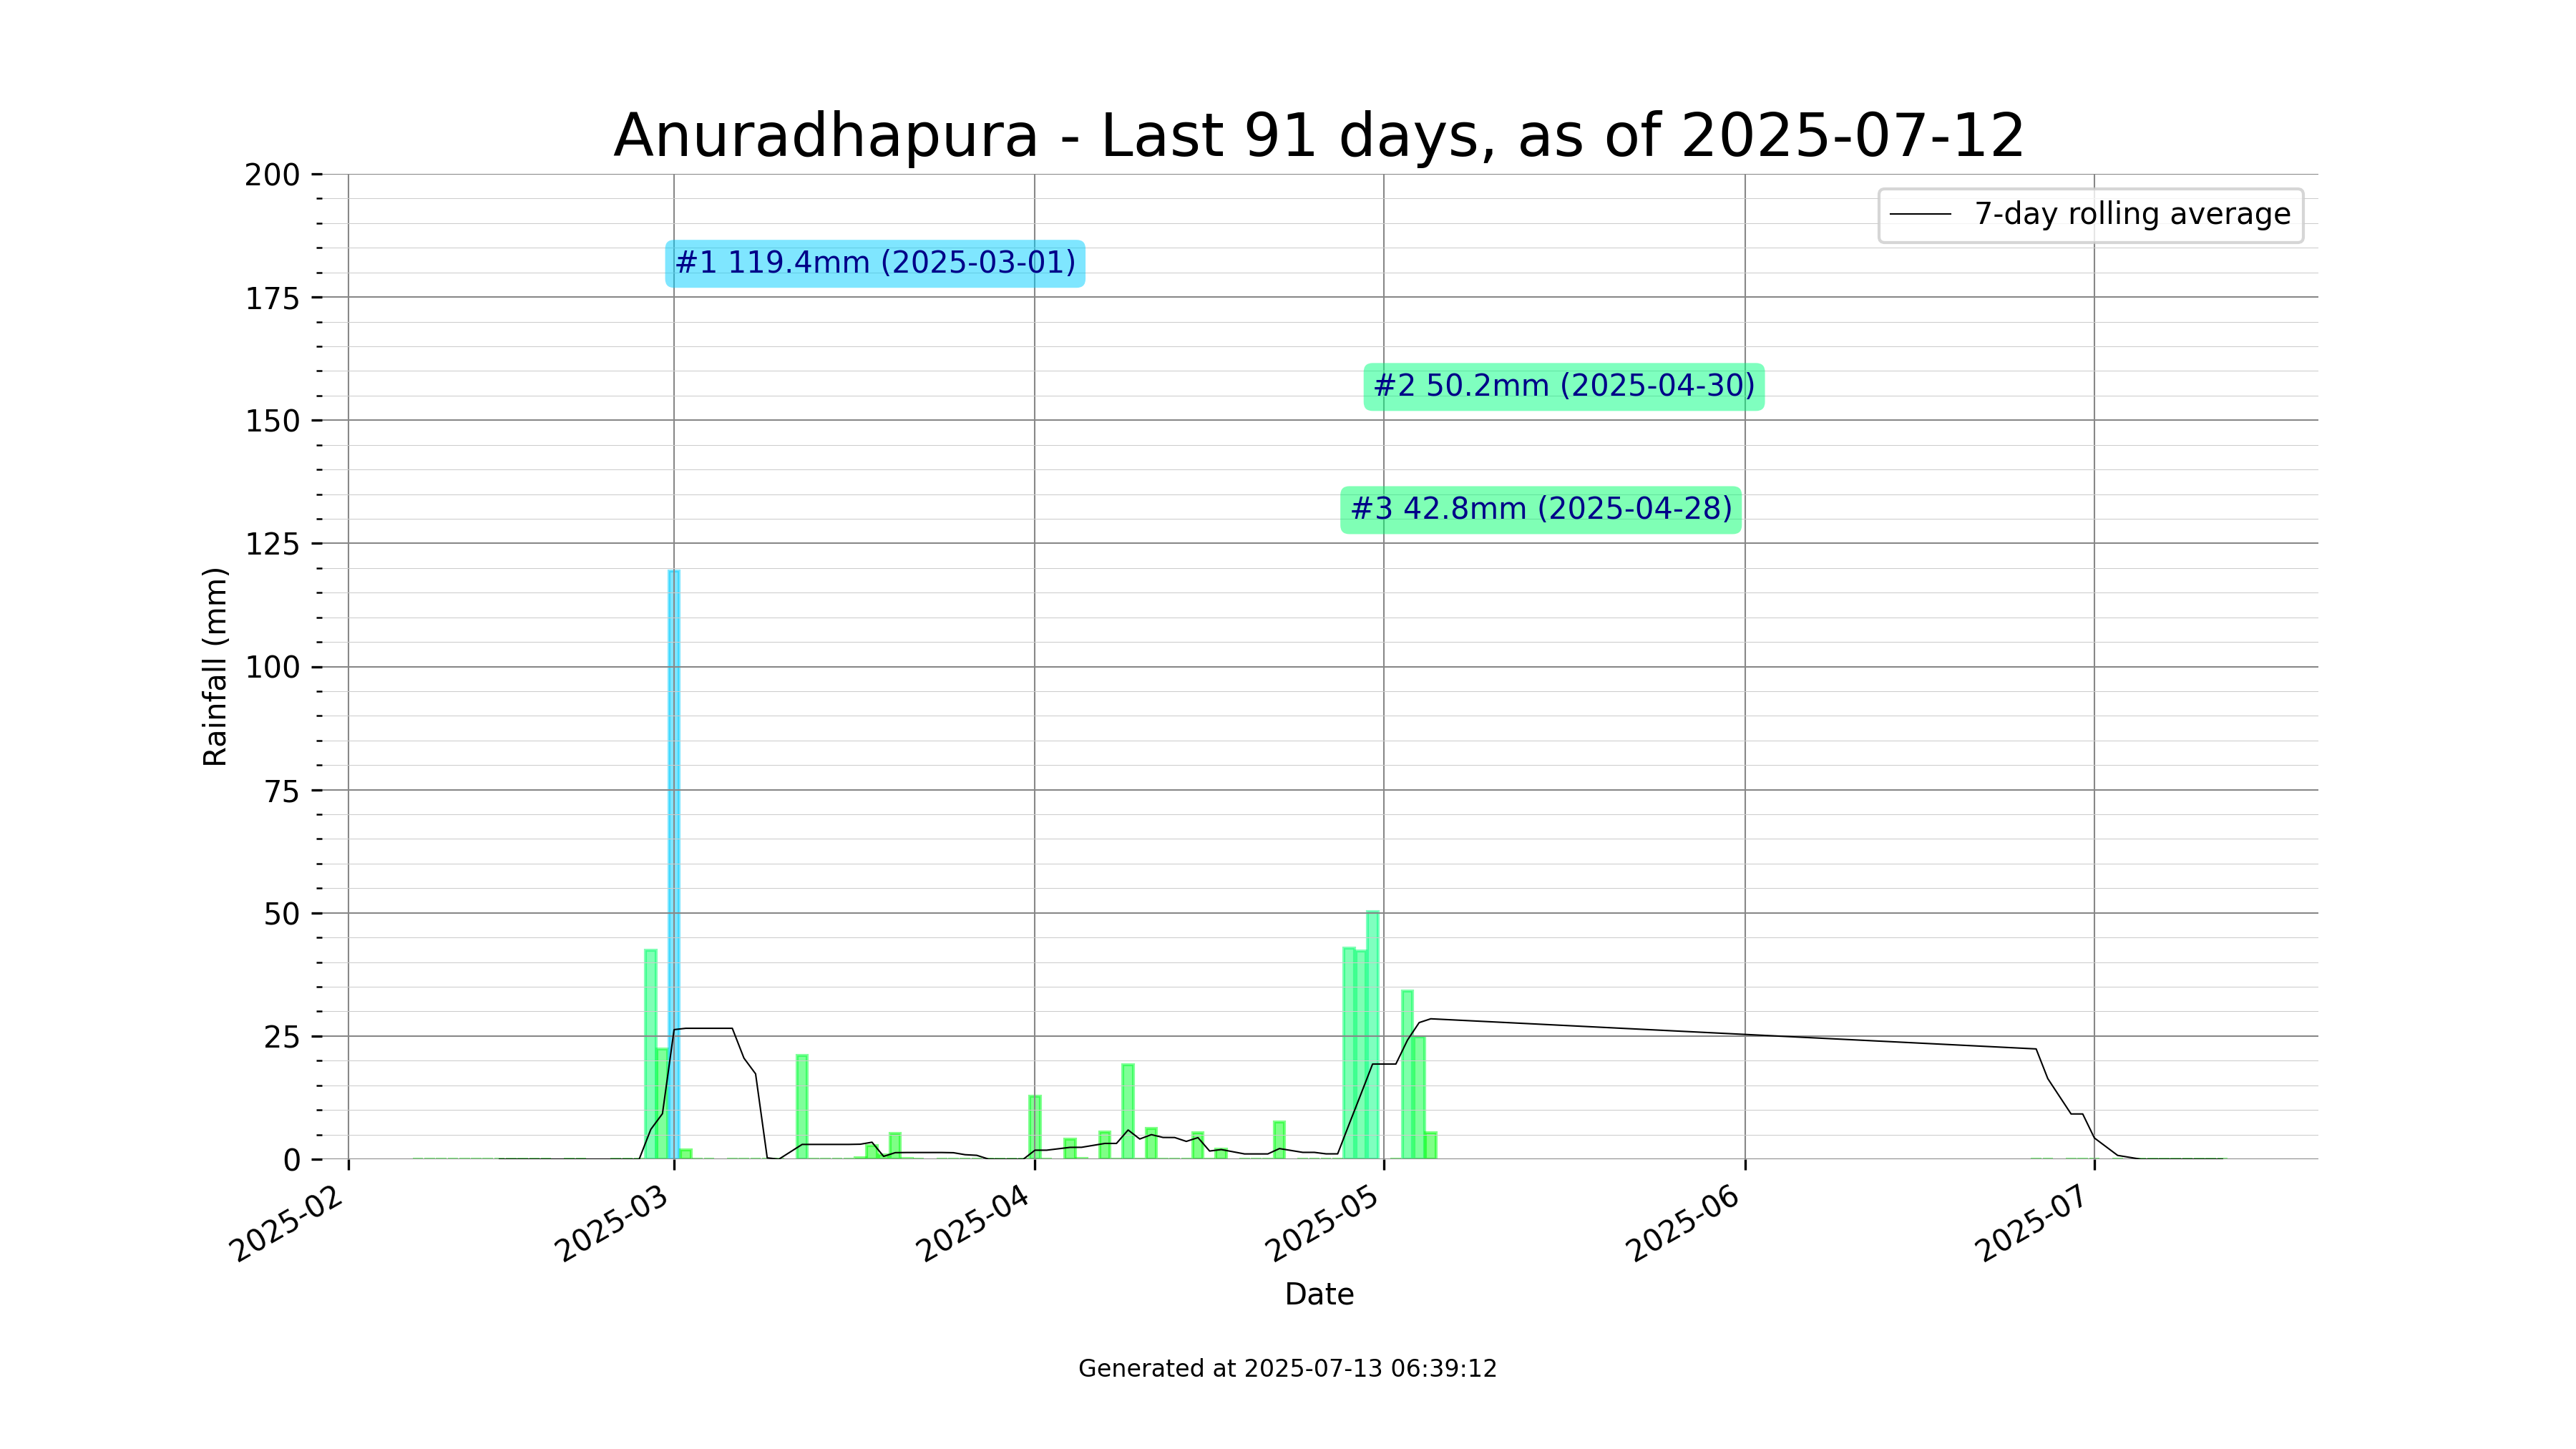 Anuradhapura - Last 91 days, as of 2025-07-12
200
175
150
125
100
75
50
25
0
Rainfall (mm)
7-day rolling average
#1 119.4mm (2025-03-01)
#2 50.2mm (2025-04-30)
#3 42.8mm (2025-04-28)
2025-02
2025-03
2025-04
2025-05
2025-06
2025-07
Date
Generated at 2025-07-13 06:39:12